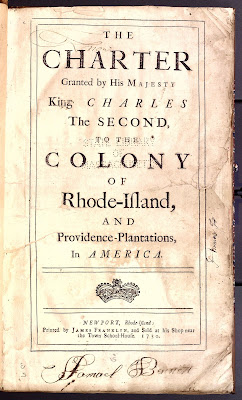 THE
CHARTER
Granted by His MAJESTY
King CHARLES
The SECOND,
TO THE
COLONY
OF
Rhode-Iſland,
AND
Providence-Plantations,
In AMERICA.
NEWPORT, Rhode Iſland:
Printed by JAMES FRANKLIN, and Sold at his Shop near
the Town School-Houſe. 1730.
Samuel